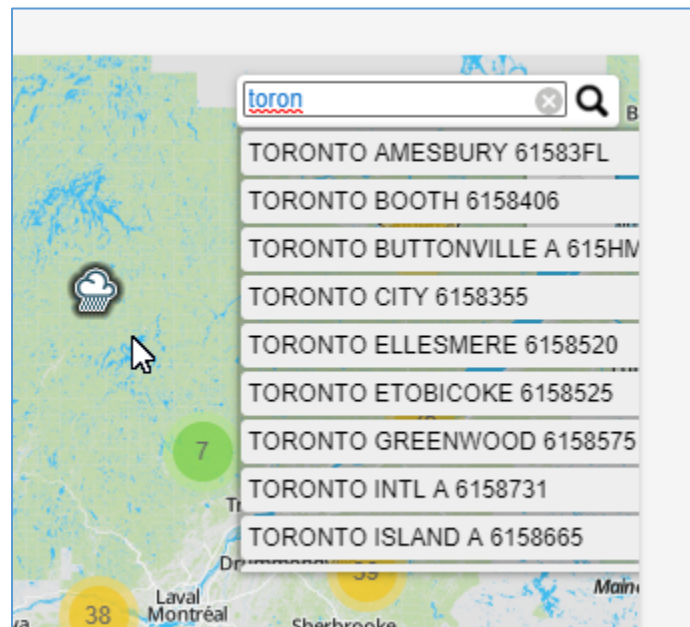 toron
B
TORONTO AMESBURY 61583FL
TORONTO BOOTH 6158406
TORONTO BUTTONVILLE A 615HM
TORONTO CITY 6158355
TORONTO ELLESMERE 6158520
TORONTO ETOBICOKE 6158525
7
TORONTO GREENWOOD 6158575
TORONTO INTL A 6158731
Tr
TORONTO ISLAND A 6158665
Laval
Maine
38
Montréal
Sherbrooke